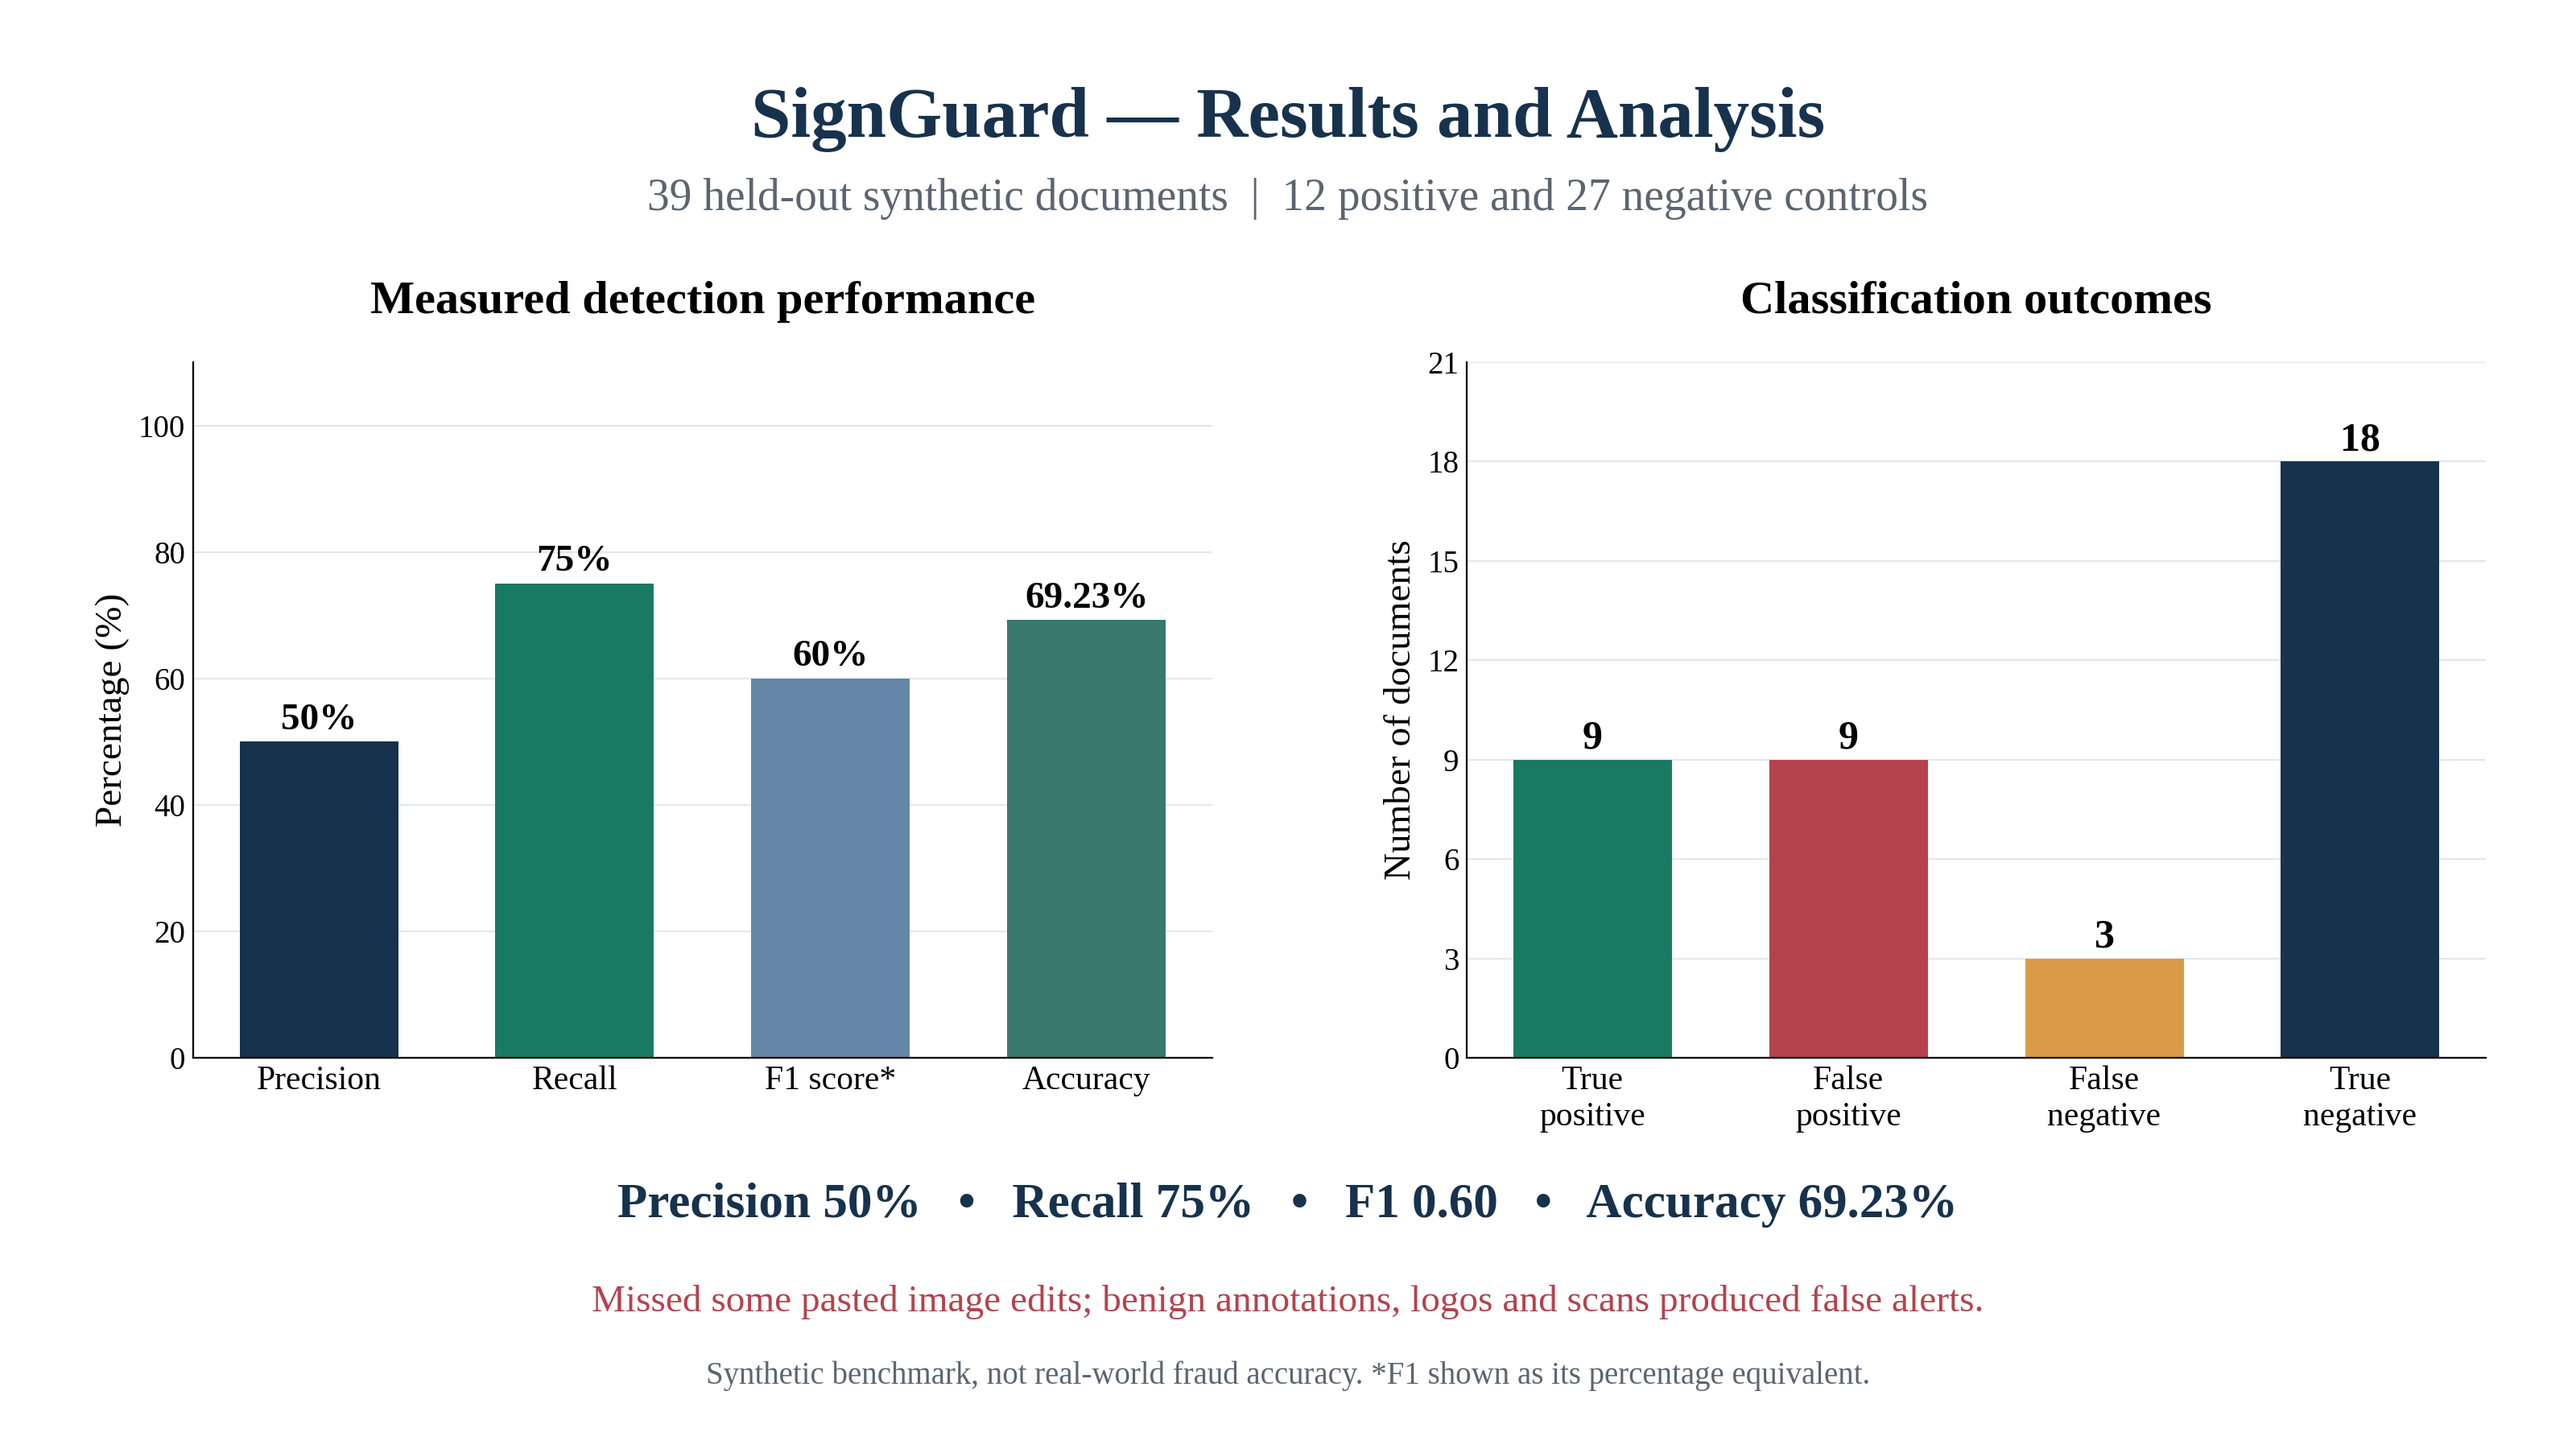 SignGuard — Results and Analysis
39 held-out synthetic documents | 12 positive and 27 negative controls
Measured detection performance
Percentage (%)
100
80
60
40
20
0
50%
75%
60%
69.23%
Precision
Recall
F1 score*
Accuracy
Classification outcomes
Number of documents
21
18
15
12
9
6
3
0
9
9
3
18
True positive
False positive
False negative
True negative
Precision 50% • Recall 75% • F1 0.60 • Accuracy 69.23%
Missed some pasted image edits; benign annotations, logos and scans produced false alerts.
Synthetic benchmark, not real-world fraud accuracy. *F1 shown as its percentage equivalent.